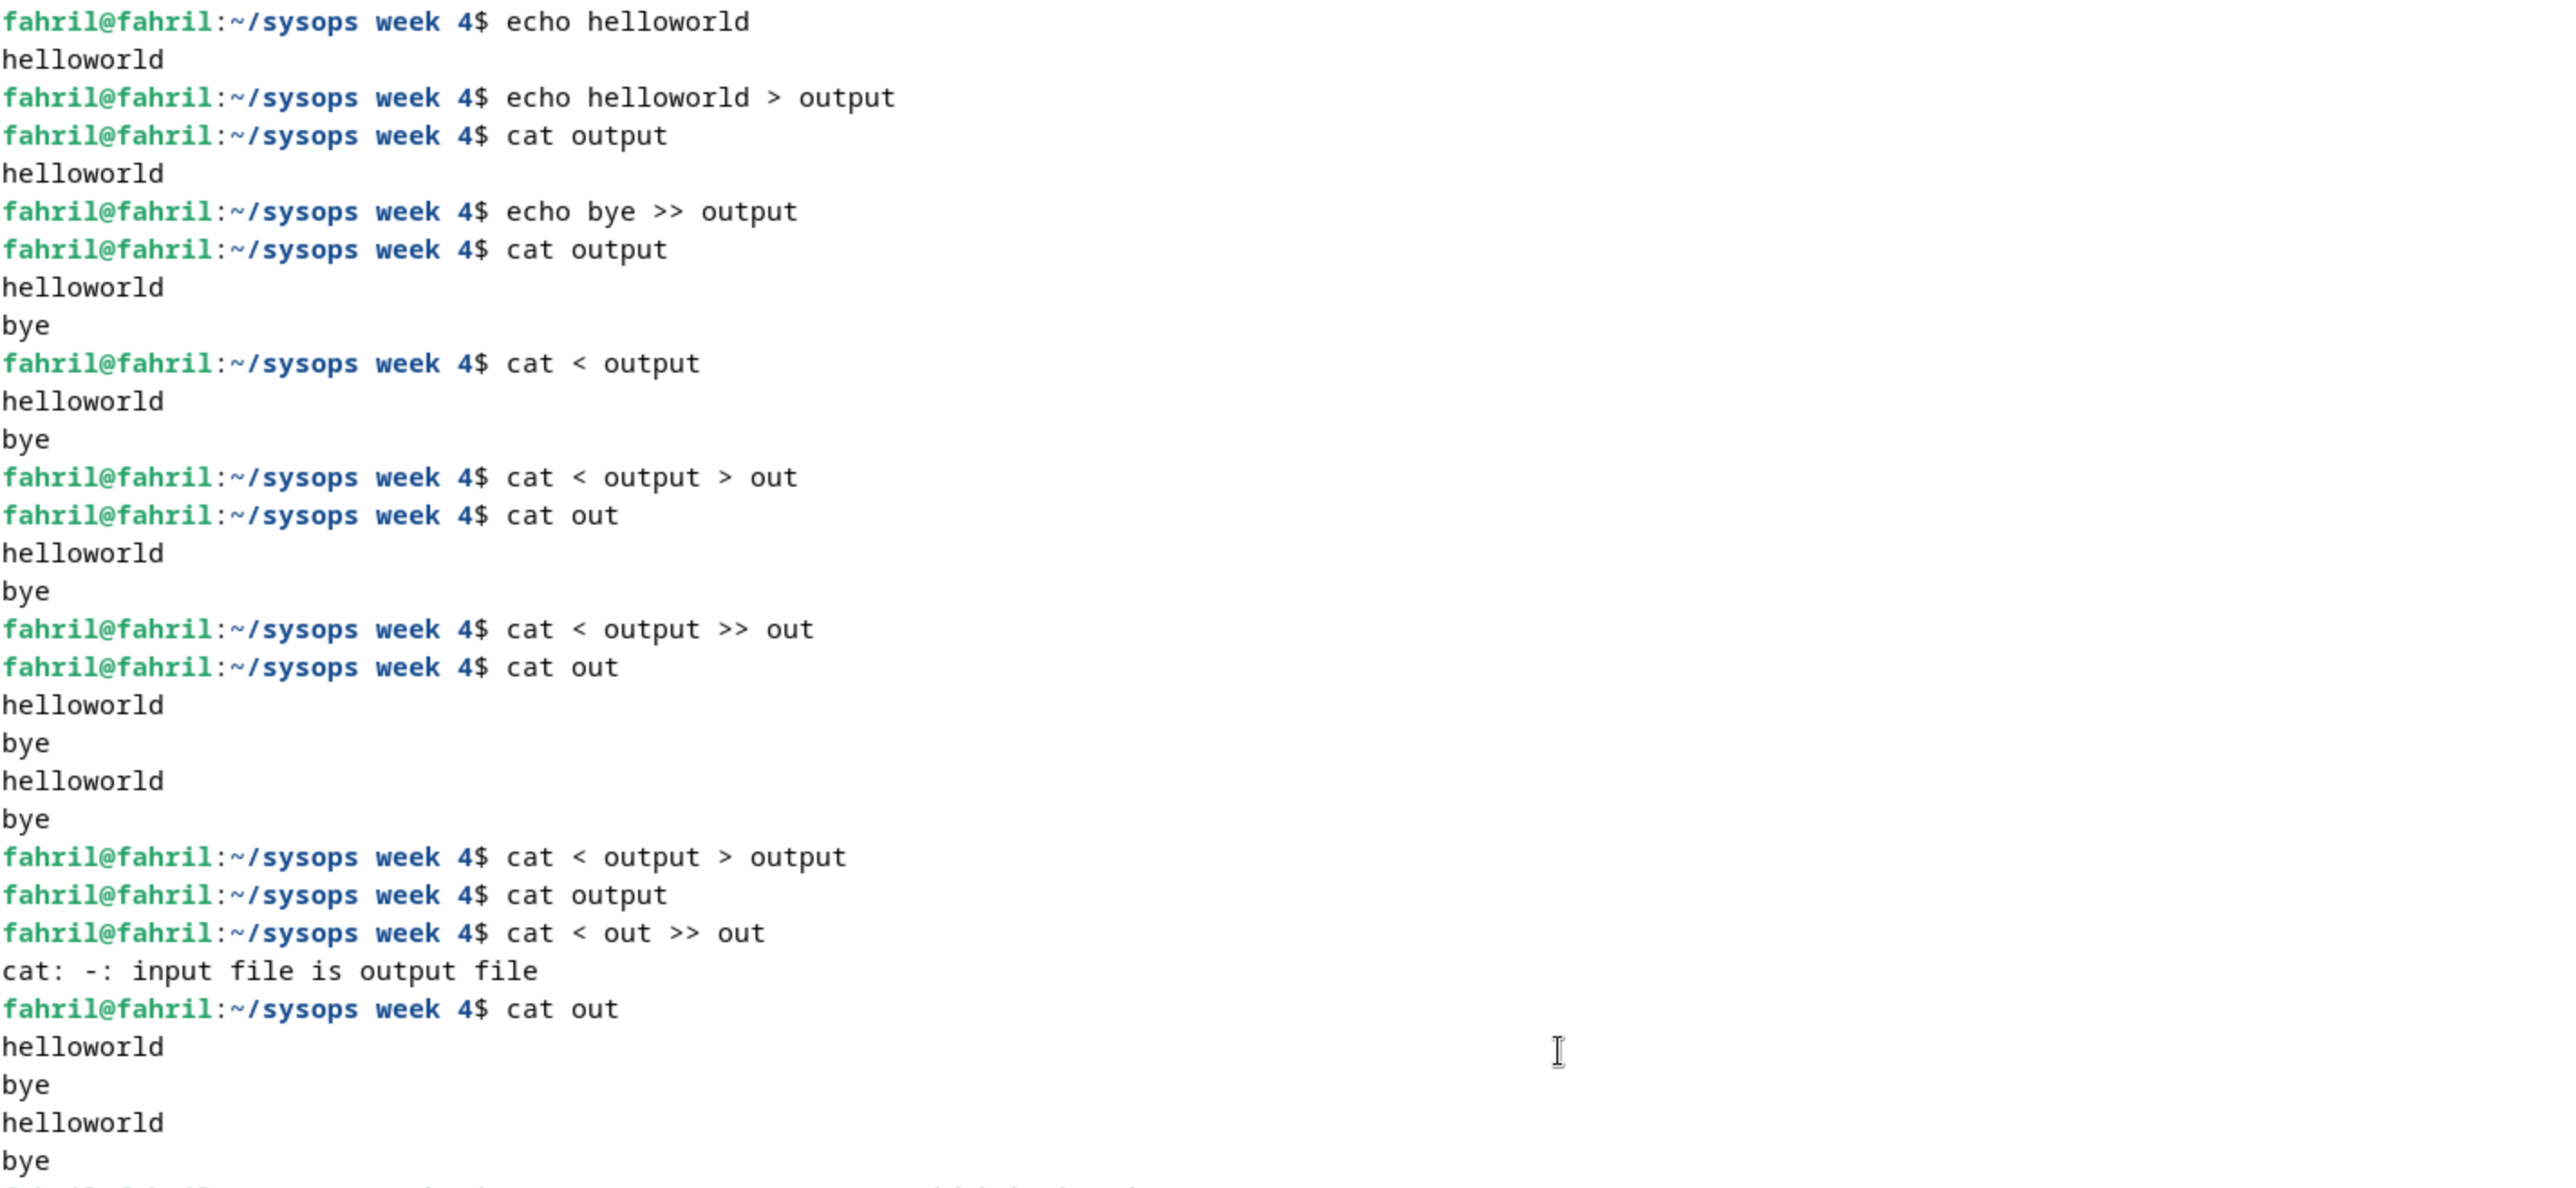 fahril@fahril:~/sysops week 4$ echo helloworld
helloworld
fahril@fahril:~/sysops week 4$ echo helloworld > output
fahril@fahril:~/sysops week 4$ cat output
helloworld
fahril@fahril:~/sysops week 4$ echo bye >> output
fahril@fahril:~/sysops week 4$ cat output
helloworld
bye
fahril@fahril:~/sysops week 4$ cat < output
helloworld
bye
fahril@fahril:~/sysops week 4$ cat < output > out
fahril@fahril:~/sysops week 4$ cat out
helloworld
bye
fahril@fahril:~/sysops week 4$ cat < output >> out
fahril@fahril:~/sysops week 4$ cat out
helloworld
bye
helloworld
bye
fahril@fahril:~/sysops week 4$ cat < output > output
fahril@fahril:~/sysops week 4$ cat output
fahril@fahril:~/sysops week 4$ cat < out >> out
cat: -: input file is output file
fahril@fahril:~/sysops week 4$ cat out
helloworld
bye
helloworld
bye